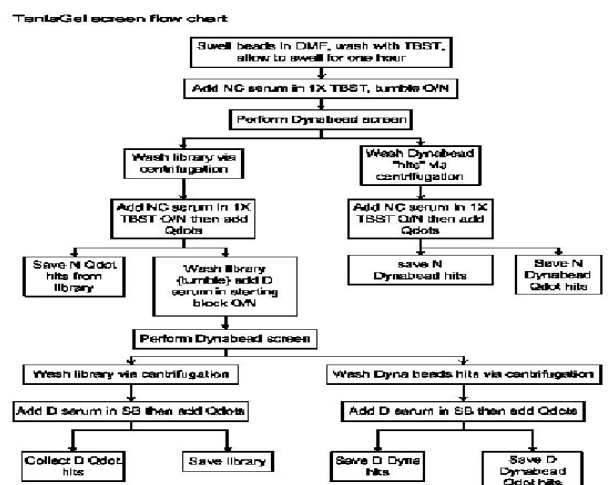 TentaGel screen flow chart
Swell beads in DMF, wash with TBST,
allow to swell for one hour
Add NC serum in 1X TBST, tumble O/N
Perform Dynabead screen
Wash library via
centrifugation
Wash Dynabead
"hits" via
centrifugation
Add NC serum in 1X
TBST O/N then add
Qdots
Add NC serum in 1X
TBST O/N then add
Qdots
Save N Qdot
hits from
library
Wash library
(tumble) add D
serum in starting
block O/N
save N
Dynabead hits
Save N
Dynabead
Qdot hits
Perform Dynabead screen
Wash library via centrifugation
Wash Dyna beads hits via centrifugation
Add D serum in SB then add Qdots
Add D serum in SB then add Qdots
Collect D Qdot
hits
Save library
Save D Dyna
hits
Save D
Dynabead
Qdot hits